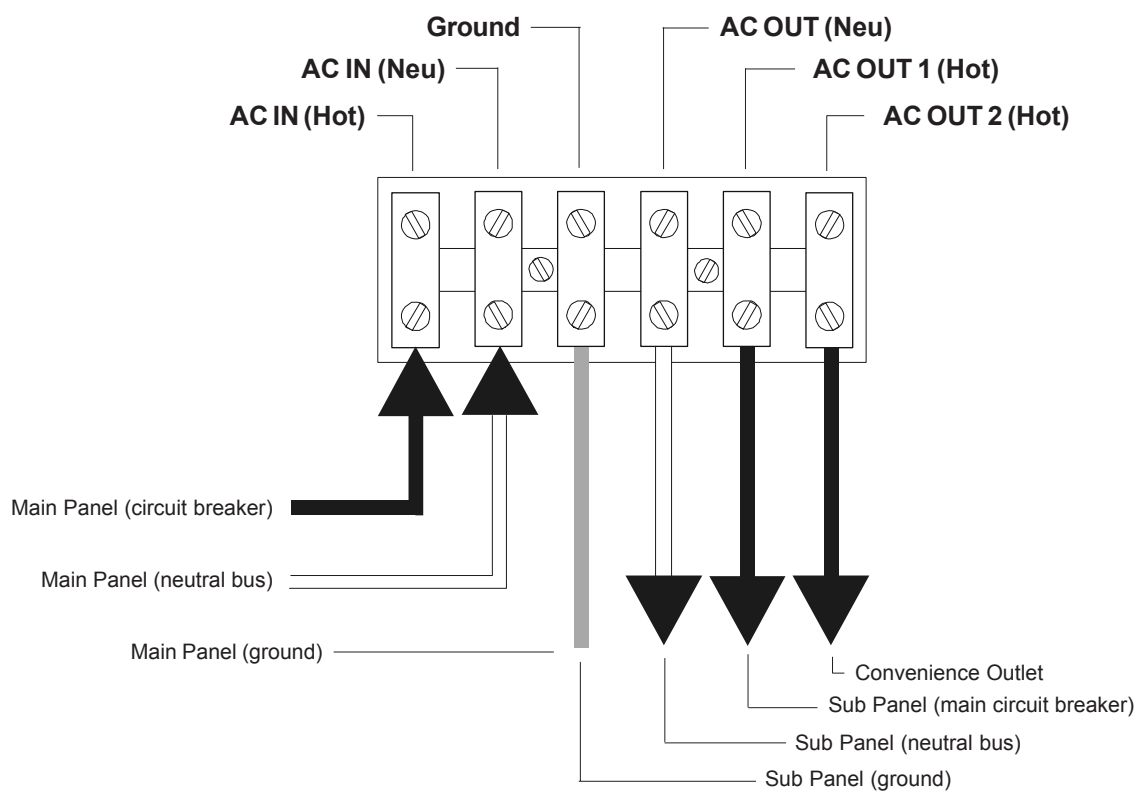 Ground
AC OUT (Neu)
AC IN (Neu)
AC OUT 1 (Hot)
AC IN (Hot)
AC OUT 2 (Hot)
Main Panel (circuit breaker)
Main Panel (neutral bus)
Main Panel (ground)
Convenience Outlet
Sub Panel (main circuit breaker)
Sub Panel (neutral bus)
Sub Panel (ground)